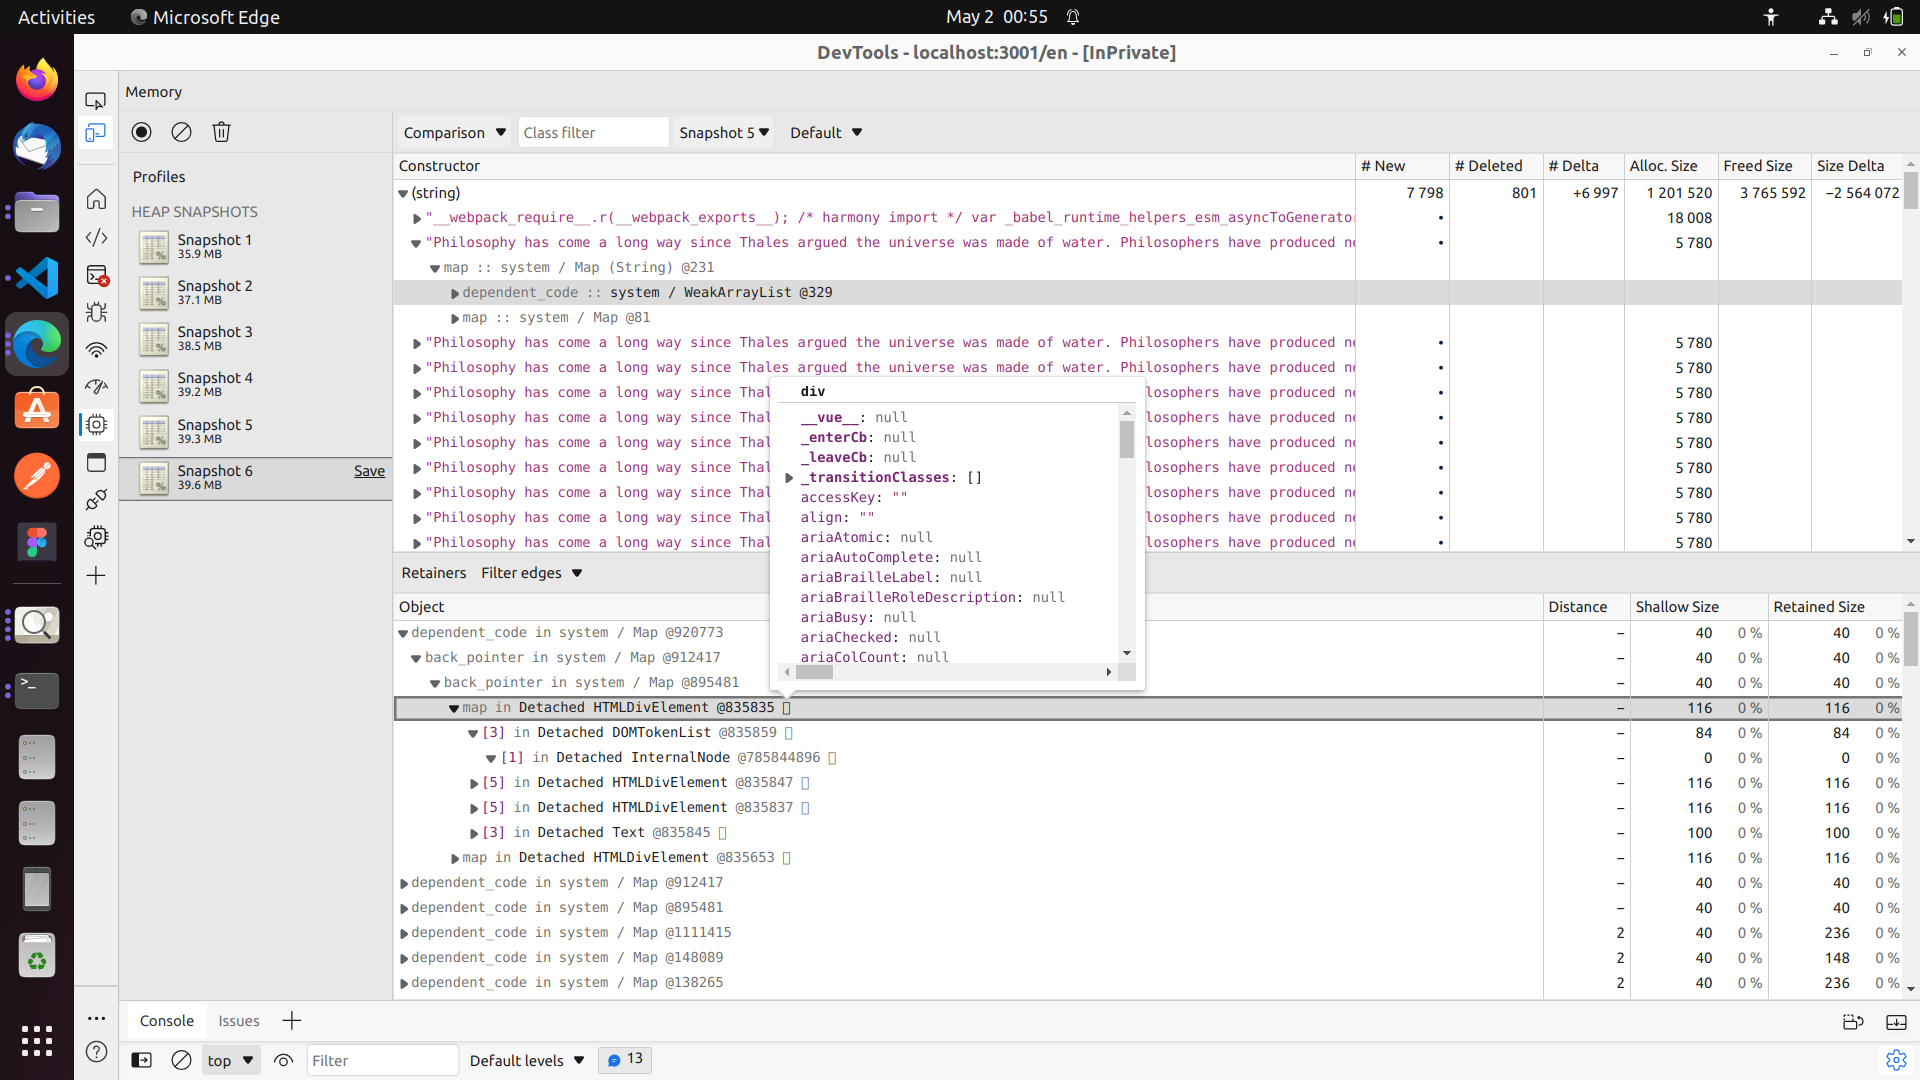 Activities
Microsoft Edge
May 2 00:55
DevTools - localhost:3001/en - [InPrivate]
Memory
Comparison
Class filter
Snapshot 5
Default
Profiles
HEAP SNAPSHOTS
Snapshot 1
35.9 MB
Snapshot 2
37.1 MB
Snapshot 3
38.5 MB
Snapshot 4
39.2 MB
Snapshot 5
39.3 MB
Snapshot 6
39.6 MB
Save
Constructor # New # Deleted # Delta Alloc. Size Freed Size Size Delta
(string) 7 798 801 +6 997 1 201 520 3 765 592 −2 564 072
"__webpack_require__.r(__webpack_exports__); /* harmony import */ var _babel_runtime_helpers_esm_asyncToGenerator • 18 008
"Philosophy has come a long way since Thales argued the universe was made of water. Philosophers have produced ne • 5 780
map :: system / Map (String) @231
dependent_code :: system / WeakArrayList @329
map :: system / Map @81
"Philosophy has come a long way since Thales argued the universe was made of water. Philosophers have produced ne • 5 780
"Philosophy has come a long way since Thales argued the universe was made of water. Philosophers have produced ne • 5 780
"Philosophy has come a long way since Thal losophers have produced ne • 5 780
"Philosophy has come a long way since Thal losophers have produced ne • 5 780
"Philosophy has come a long way since Thal losophers have produced ne • 5 780
"Philosophy has come a long way since Thal losophers have produced ne • 5 780
"Philosophy has come a long way since Thal losophers have produced ne • 5 780
"Philosophy has come a long way since Thal losophers have produced ne • 5 780
"Philosophy has come a long way since Thal losophers have produced ne • 5 780
div
__vue__: null
_enterCb: null
_leaveCb: null
_transitionClasses: []
accessKey: ""
align: ""
ariaAtomic: null
ariaAutoComplete: null
ariaBrailleLabel: null
ariaBrailleRoleDescription: null
ariaBusy: null
ariaChecked: null
ariaColCount: null
Retainers
Filter edges
Object Distance Shallow Size Retained Size
dependent_code in system / Map @920773 − 40 0 % 40 0 %
back_pointer in system / Map @912417 − 40 0 % 40 0 %
back_pointer in system / Map @895481 − 40 0 % 40 0 %
map in Detached HTMLDivElement @835835 − 116 0 % 116 0 %
[3] in Detached DOMTokenList @835859 − 84 0 % 84 0 %
[1] in Detached InternalNode @785844896 − 0 0 % 0 0 %
[5] in Detached HTMLDivElement @835847 − 116 0 % 116 0 %
[5] in Detached HTMLDivElement @835837 − 116 0 % 116 0 %
[3] in Detached Text @835845 − 100 0 % 100 0 %
map in Detached HTMLDivElement @835653 − 116 0 % 116 0 %
dependent_code in system / Map @912417 − 40 0 % 40 0 %
dependent_code in system / Map @895481 − 40 0 % 40 0 %
dependent_code in system / Map @1111415 2 40 0 % 236 0 %
dependent_code in system / Map @148089 2 40 0 % 148 0 %
dependent_code in system / Map @138265 2 40 0 % 236 0 %
Console
Issues
top
Filter
Default levels
13